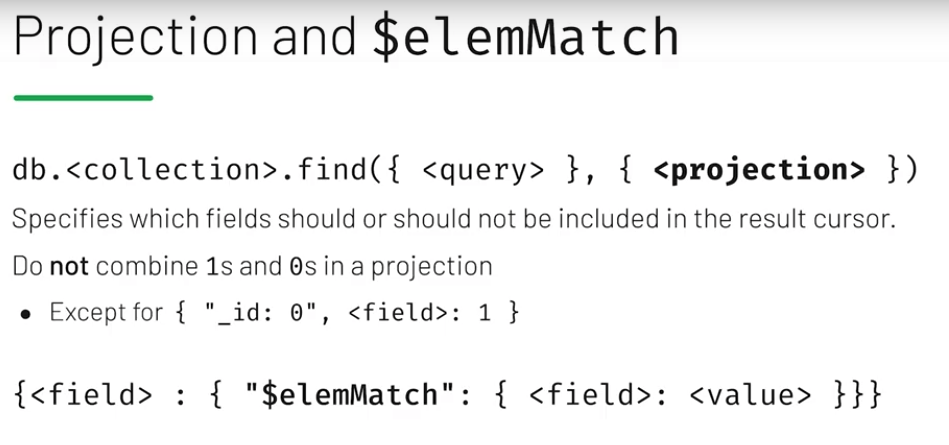 Projection and $elemMatch
db.<collection>.find({ <query> }, { <projection> })
Specifies which fields should or should not be included in the result cursor.
Do not combine 1s and 0s in a projection
• Except for { "_id: 0", <field>: 1 }
{<field> : { "$elemMatch": { <field>: <value> }}}